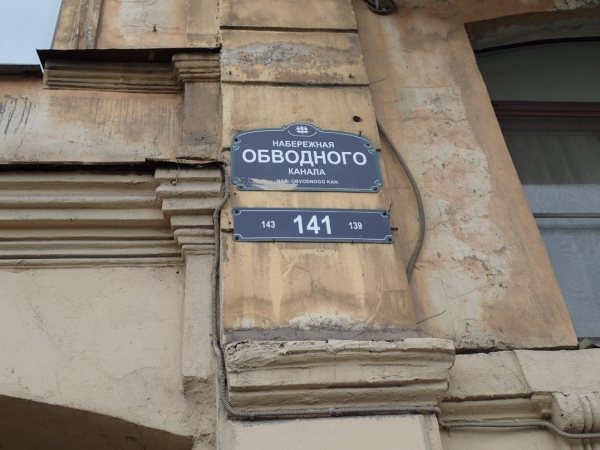 НАБЕРЕЖНАЯ
ОБВОДНОГО
КАНАЛА
NAB. OBVODNOGO KAN.
143 141 139